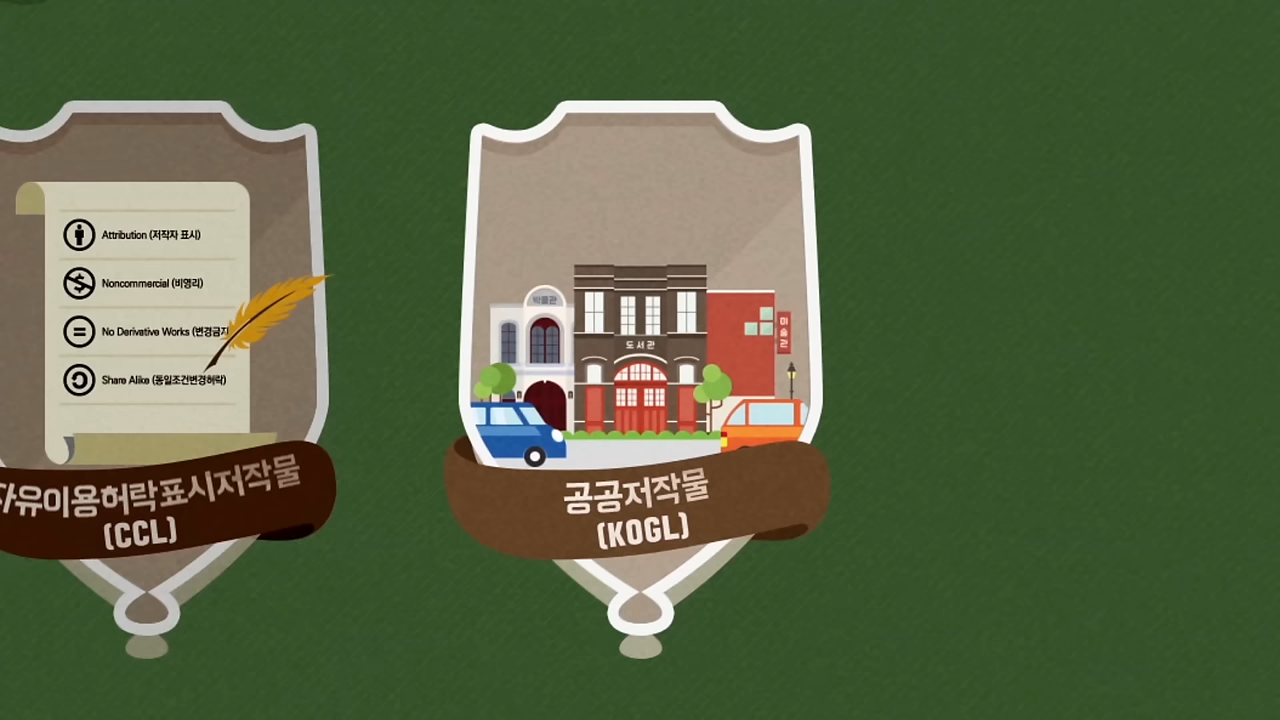 Attribution (저작자 표시)
Noncommercial (비영리)
No Derivative Works (변경금지
Share Alike (동일조건변경허락)
자유이용허락표시저작물
(CCL)
박물관
도서관
미술관
공공저작물
(KOGL)